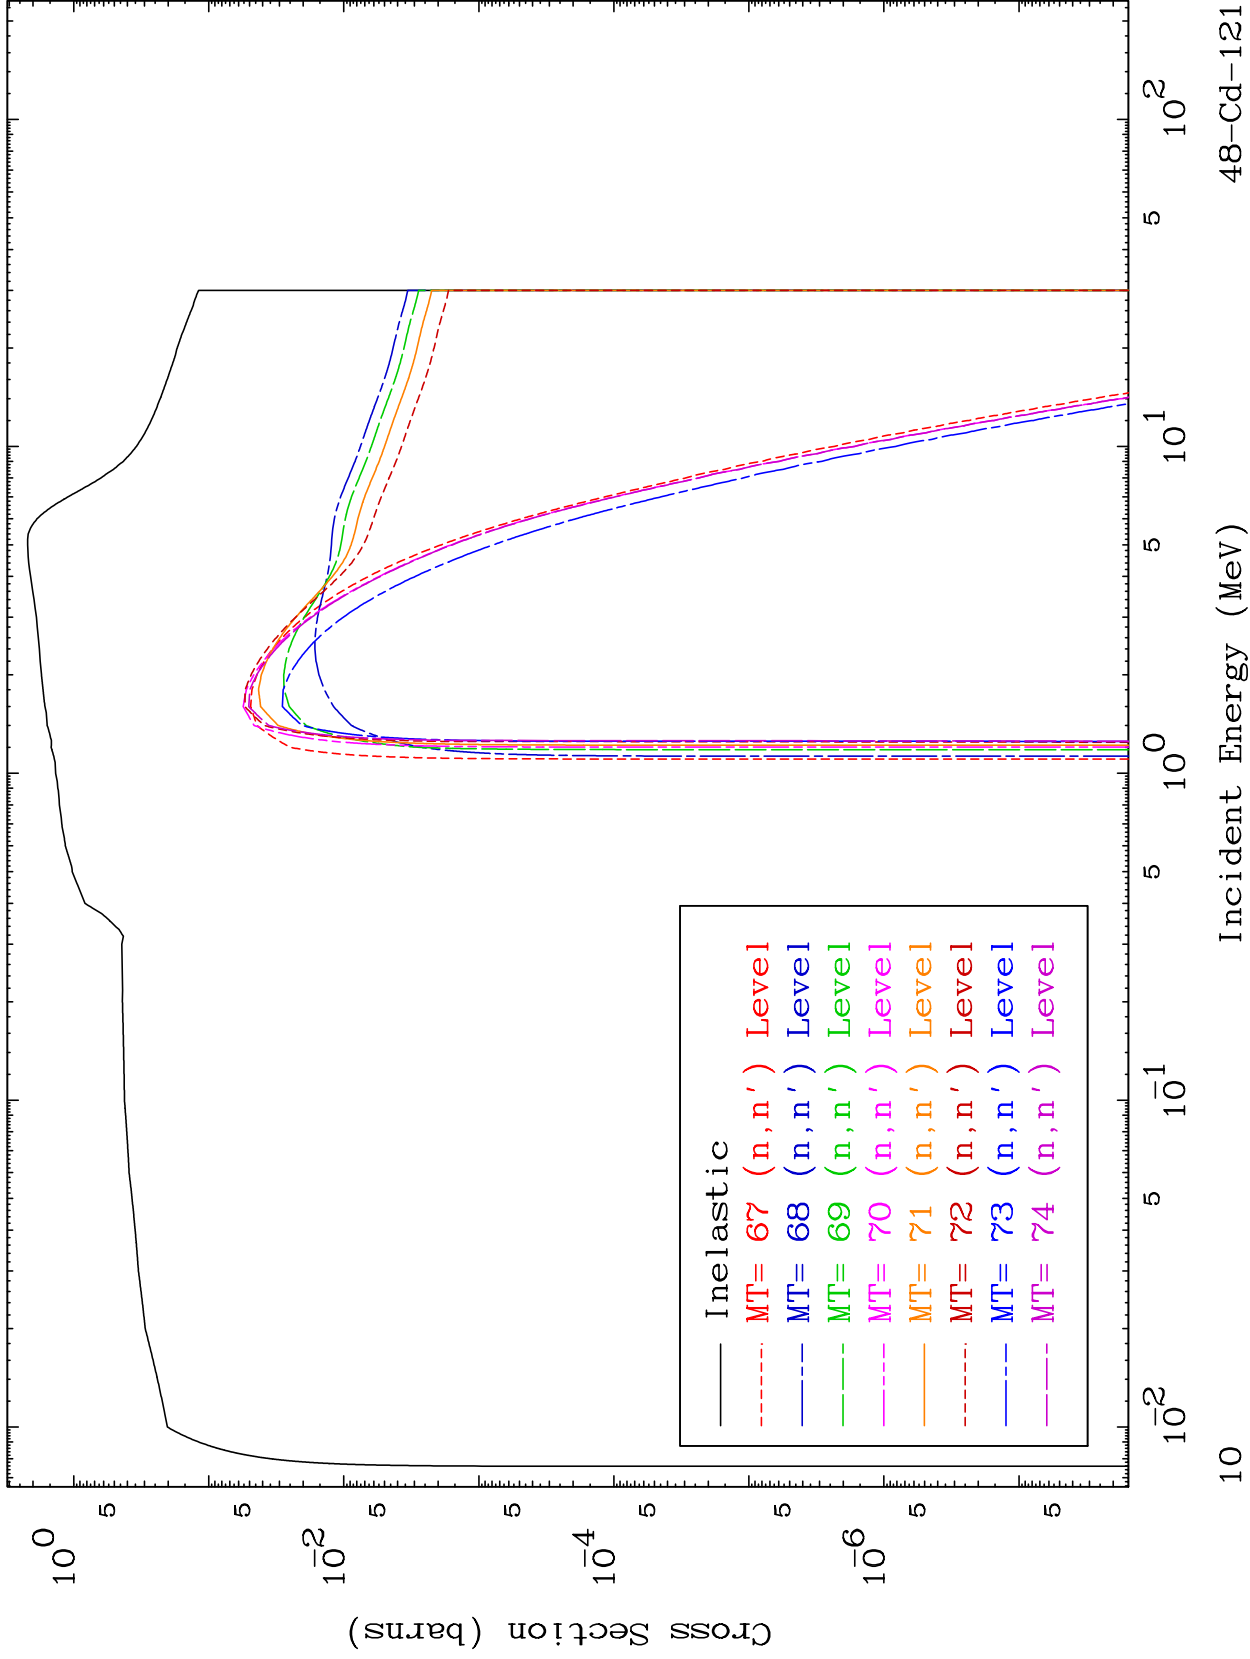 Cross Section (barns)
10^0
5
5
10^-2
5
5
10^-4
5
5
10^-6
5
5
Inelastic
MT= 67 (n,n') Level
MT= 68 (n,n') Level
MT= 69 (n,n') Level
MT= 70 (n,n') Level
MT= 71 (n,n') Level
MT= 72 (n,n') Level
MT= 73 (n,n') Level
MT= 74 (n,n') Level
10^-2
5
10^-1
5
10^0
5
10^1
5
10^2
10
Incident Energy (MeV)
48-Cd-121